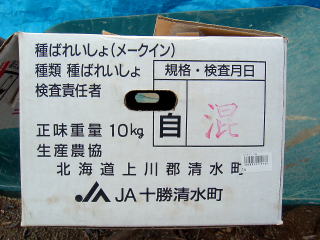 種ばれいしょ(メークイン)
種類 種ばれいしょ
規格・検査月日
検査責任者
自 混
正味重量 10kg
生産農協
北海道上川郡清水町
JA十勝清水町